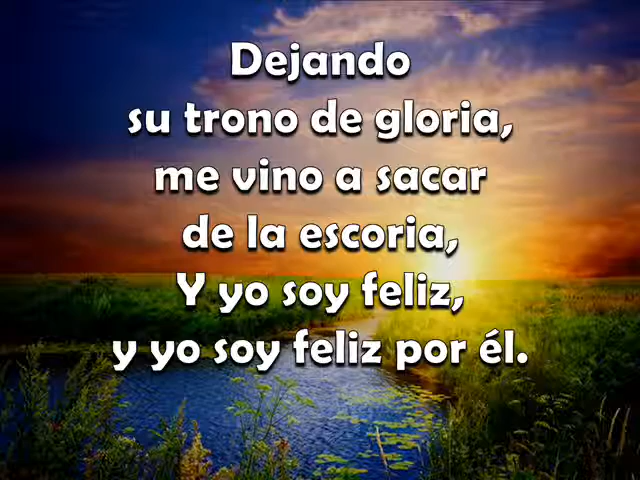 Dejando
su trono de gloria,
me vino a sacar
de la escoria,
Y yo soy feliz,
y yo soy feliz por él.